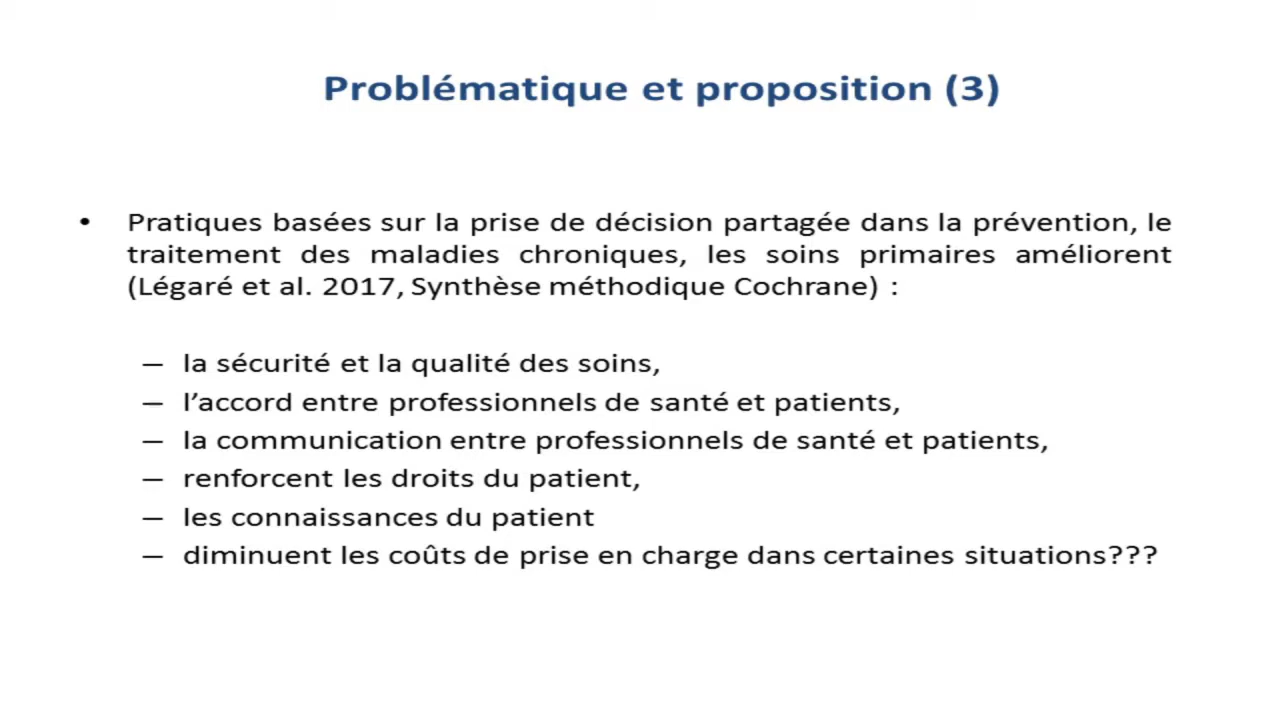 Problématique et proposition (3)
• Pratiques basées sur la prise de décision partagée dans la prévention, le
traitement des maladies chroniques, les soins primaires améliorent
(Légaré et al. 2017, Synthèse méthodique Cochrane) :
– la sécurité et la qualité des soins,
– l’accord entre professionnels de santé et patients,
– la communication entre professionnels de santé et patients,
– renforcent les droits du patient,
– les connaissances du patient
– diminuent les coûts de prise en charge dans certaines situations???